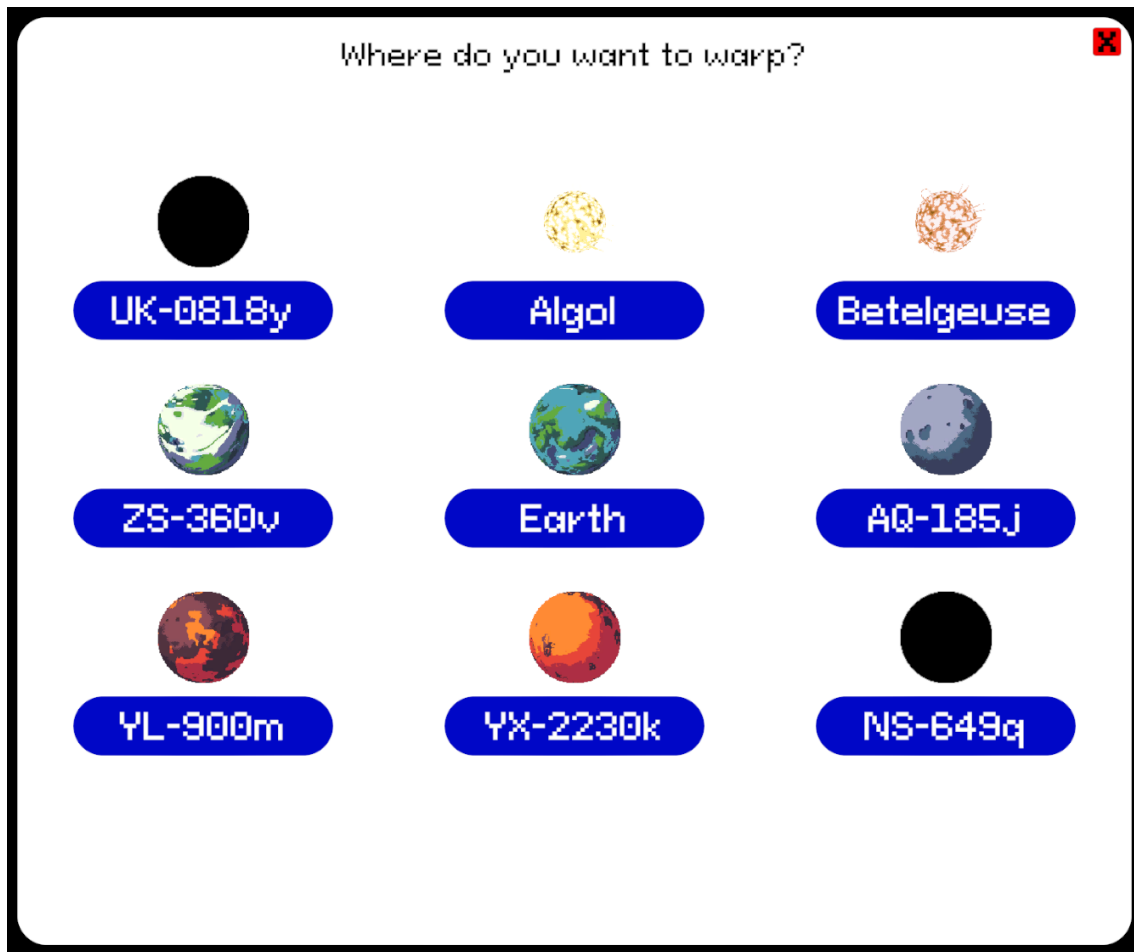 Where do you want to warp?
X
UK-0818y
Algol
Betelgeuse
ZS-360v
Earth
AQ-185j
YL-900m
YX-2230k
NS-649q